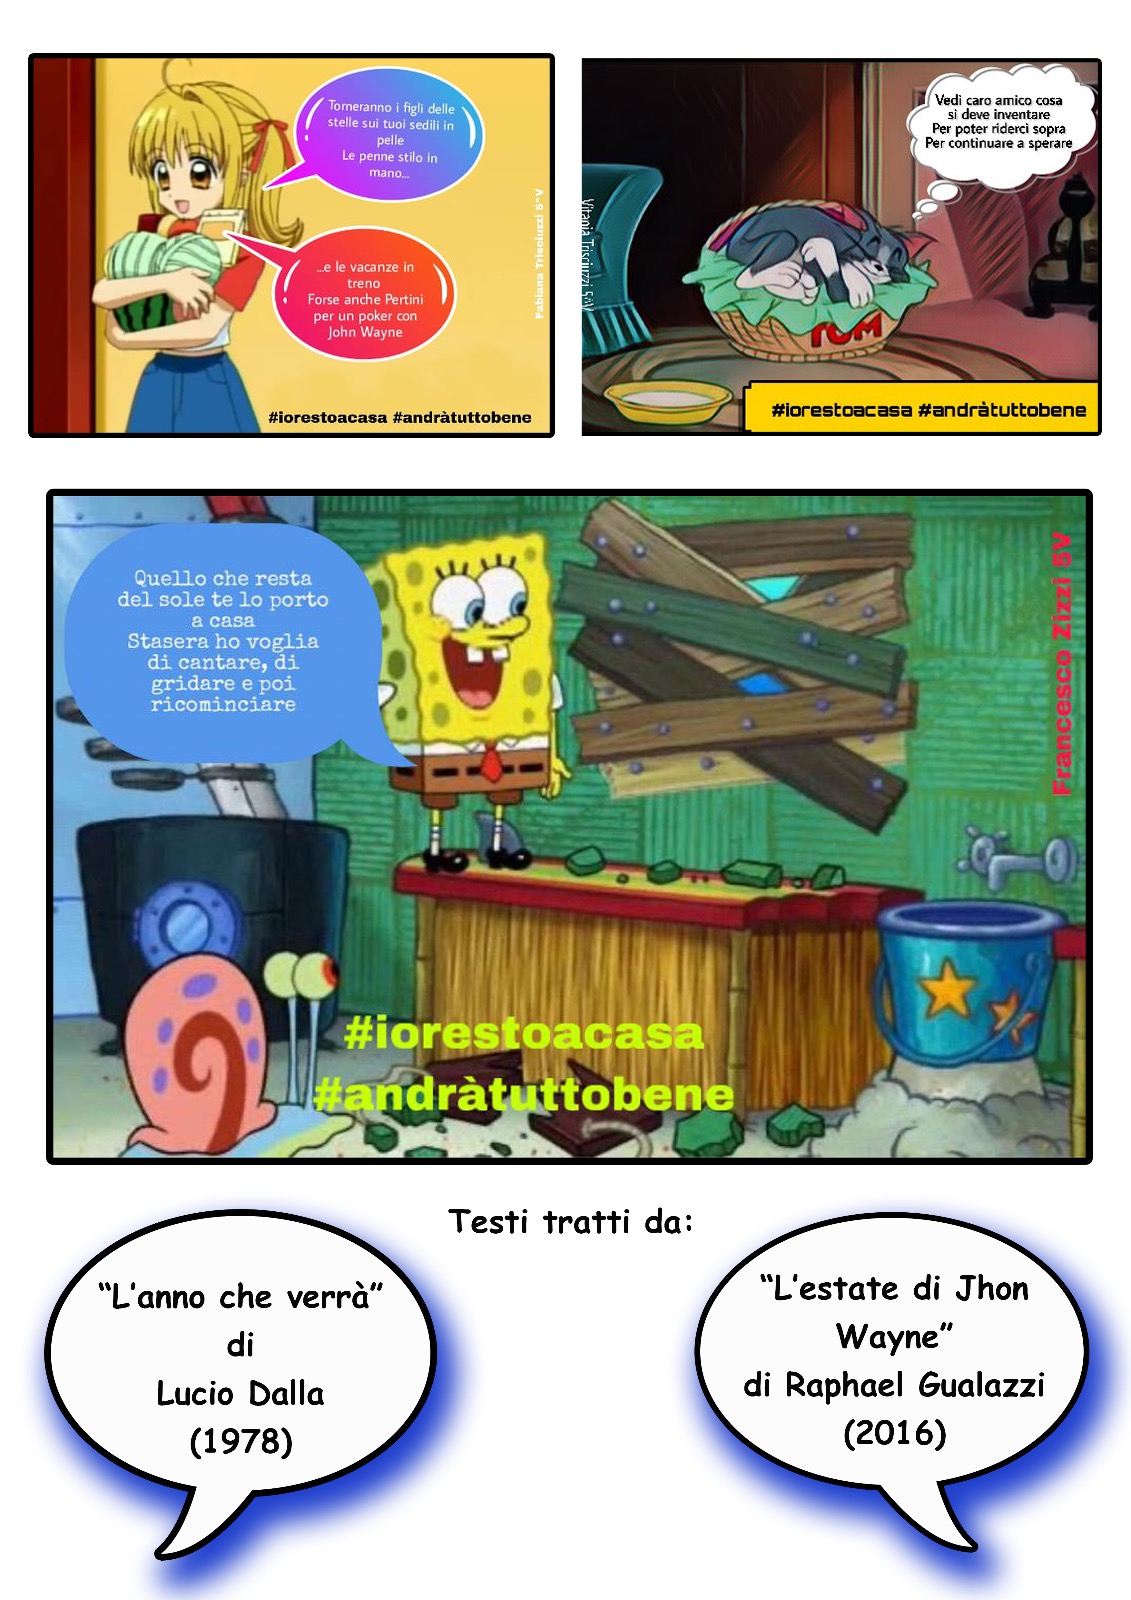 Torneranno i figli delle
stelle sui tuoi sedili in
pelle
Le penne stilo in
mano...
...e le vacanze in
treno
Forse anche Pertini
per un poker con
John Wayne
Fabiana Trisciuzzi 5^V
#iorestoacasa #andràtuttobene
Vedi caro amico cosa
si deve inventare
Per poter riderci sopra
Per continuare a sperare
Vitania Trisciuzzi 5^V
TOM
#iorestoacasa #andràtuttobene
Quello che resta
del sole te lo porto
a casa
Stasera ho voglia
di cantare, di
gridare e poi
ricominciare
Francesco Zizzi 5V
#iorestoacasa
#andràtuttobene
Testi tratti da:
“L’anno che verrà”
di
Lucio Dalla
(1978)
“L’estate di Jhon
Wayne”
di Raphael Gualazzi
(2016)